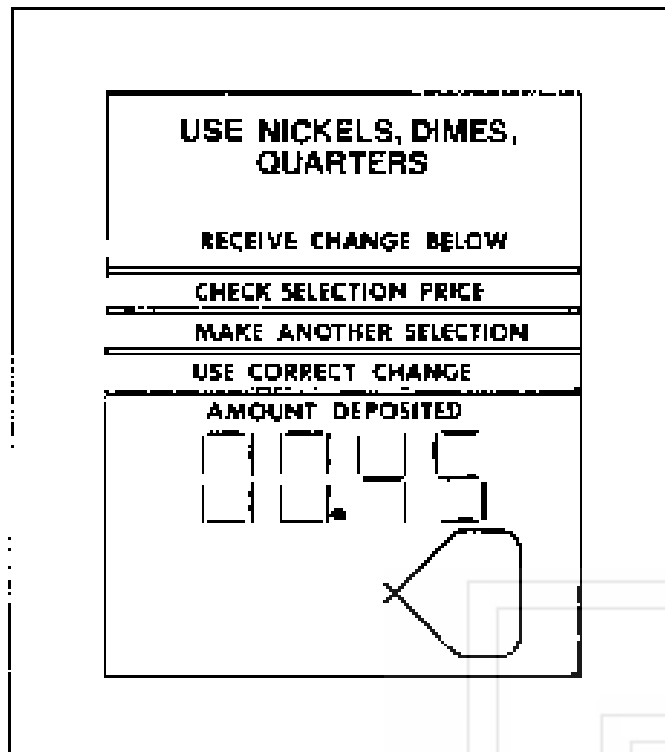 USE NICKELS, DIMES,
QUARTERS
RECEIVE CHANGE BELOW
CHECK SELECTION PRICE
MAKE ANOTHER SELECTION
USE CORRECT CHANGE
AMOUNT DEPOSITED
00.45